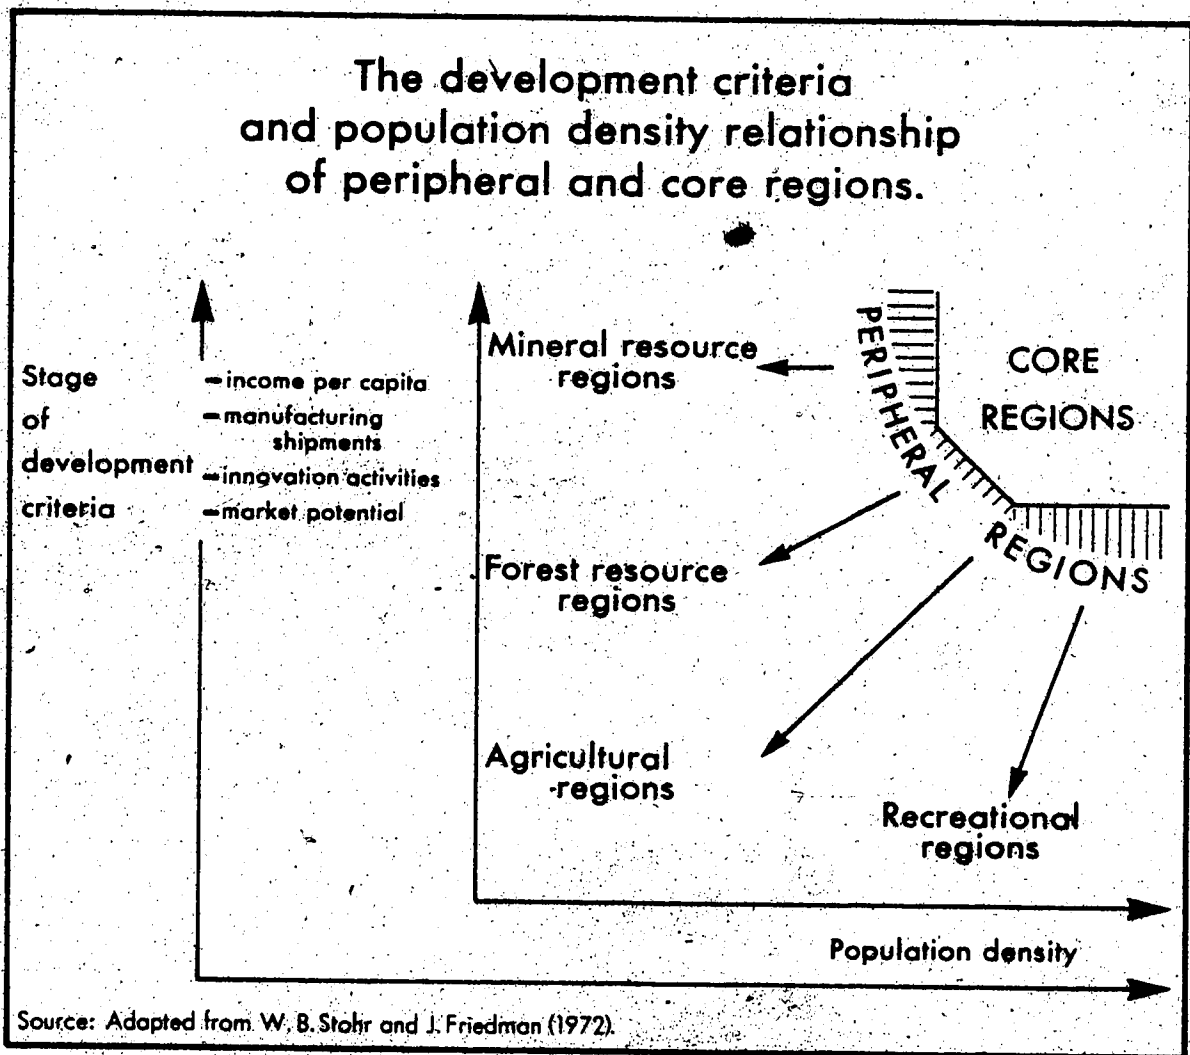 The development criteria
and population density relationship
of peripheral and core regions.
Stage
of
development
criteria
–income per capita
–manufacturing
shipments
–innovation activities
–market potential
Mineral resource
regions
PERIPHERAL
REGIONS
CORE
REGIONS
Forest resource
regions
Agricultural
regions
Recreational
regions
Population density
Source: Adapted from W. B. Stohr and J. Friedman (1972).